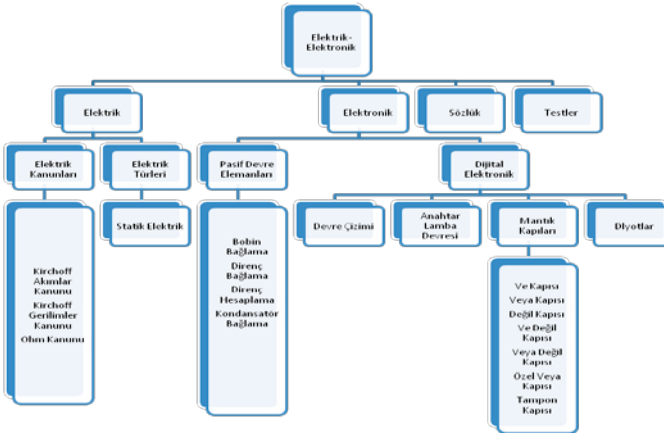 Elektrik-
Elektronik
Elektrik
Elektronik
Sözlük
Testler
Elektrik
Kanunları
Elektrik
Türleri
Pasif Devre
Elemanları
Dijital
Elektronik
Statik Elektrik
Devre Çizimi
Anahtar
Lamba
Devresi
Mantık
Kapıları
Dİyotlar
Kirchoff
Akımlar
Kanunu
Kirchoff
Gerilimler
Kanunu
Ohm Kanunu
Bobin
Bağlama
Direnç
Bağlama
Direnç
Hesaplama
Kondansatör
Bağlama
Ve Kapısı
Veya Kapısı
Değil Kapısı
Ve Değil
Kapısı
Veya Değil
Kapısı
Özel Veya
Kapısı
Tampon
Kapısı